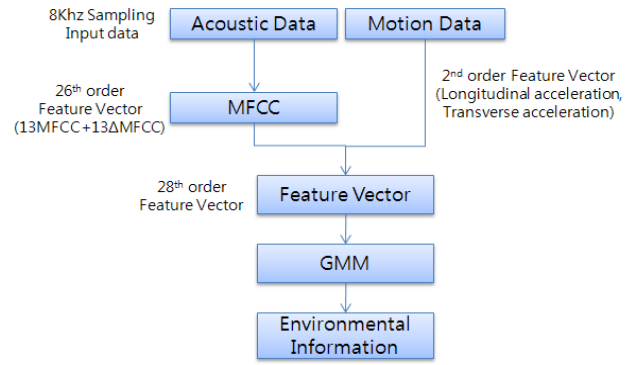 8Khz Sampling
Input data
Acoustic Data
Motion Data
26th order
Feature Vector
(13MFCC+13ΔMFCC)
MFCC
2nd order Feature Vector
(Longitudinal acceleration,
Transverse acceleration)
28th order
Feature Vector
Feature Vector
GMM
Environmental
Information